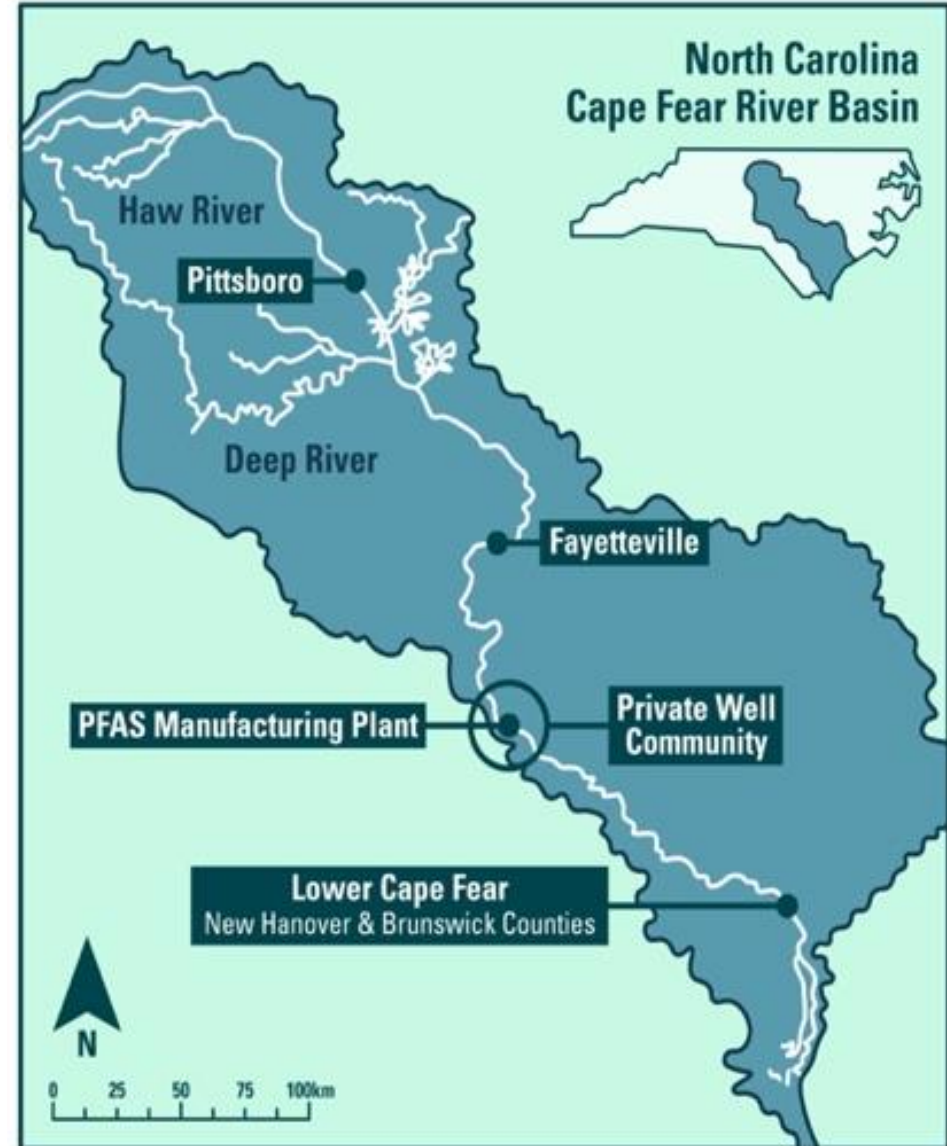 North Carolina
Cape Fear River Basin
Haw River
Pittsboro
Deep River
Fayetteville
PFAS Manufacturing Plant
Private Well
Community
Lower Cape Fear
New Hanover & Brunswick Counties
N
0 25 50 75 100km